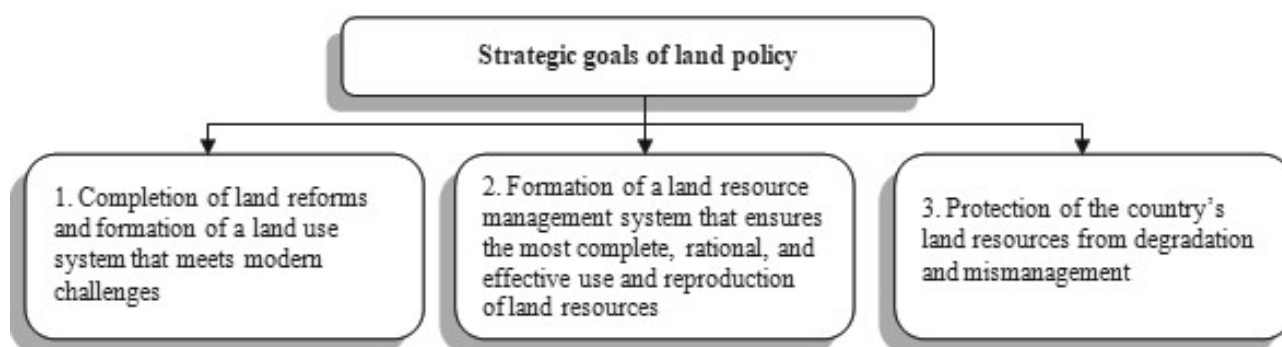 Strategic goals of land policy
1. Completion of land reforms
and formation of a land use
system that meets modern
challenges
2. Formation of a land resource
management system that ensures
the most complete, rational, and
effective use and reproduction
of land resources
3. Protection of the country’s
land resources from degradation
and mismanagement